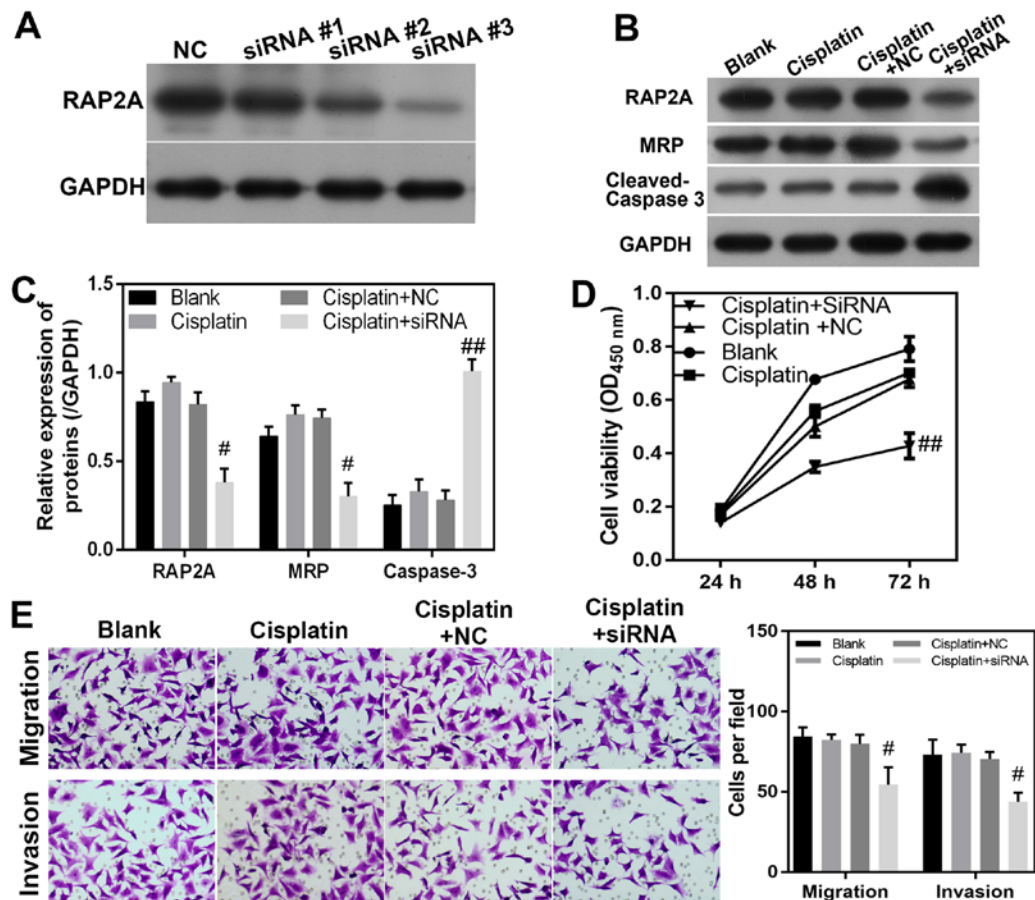 A
NC
siRNA #1
siRNA #2
siRNA #3
RAP2A
GAPDH
B
Blank
Cisplatin
Cisplatin
+NC
Cisplatin
+siRNA
RAP2A
MRP
Cleaved-
Caspase 3
GAPDH
C
Relative expression of
proteins (/GAPDH)
1.5
1.0
0.5
0.0
Blank
Cisplatin
Cisplatin+NC
Cisplatin+siRNA
#
#
##
RAP2A
MRP
Caspase-3
D
Cell viability (OD450 nm)
0.8
0.6
0.4
0.2
0.0
Cisplatin+SiRNA
Cisplatin +NC
Blank
Cisplatin
##
24 h
48 h
72 h
E
Blank
Cisplatin
Cisplatin
+NC
Cisplatin
+siRNA
Migration
Invasion
Cells per field
150
100
50
0
Blank
Cisplatin
Cisplatin+NC
Cisplatin+siRNA
#
#
Migration
Invasion